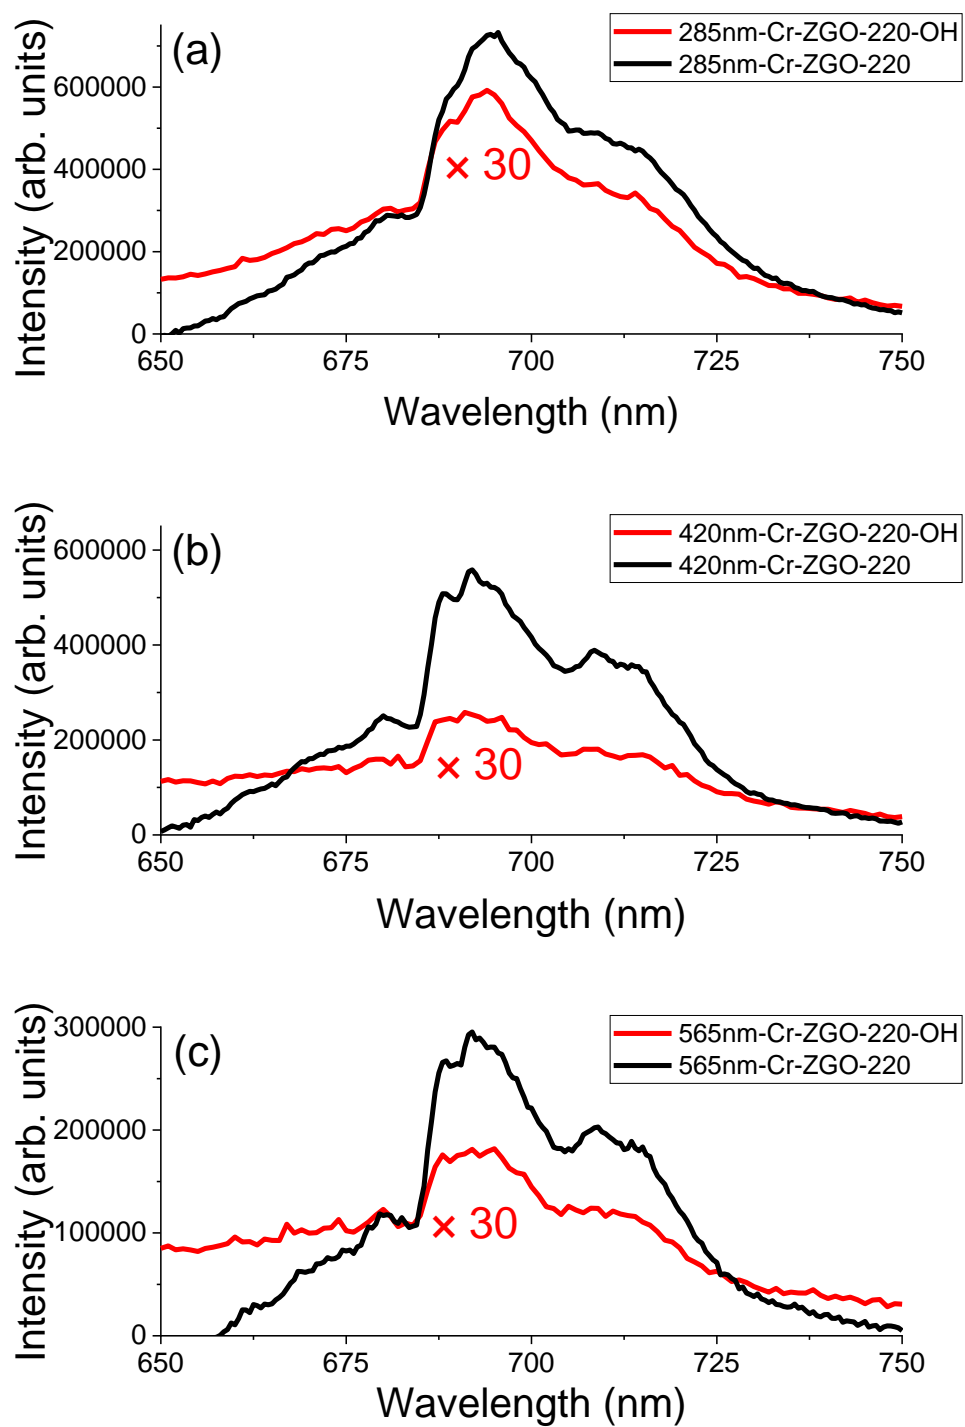 (a)
285nm-Cr-ZGO-220-OH
285nm-Cr-ZGO-220
Intensity (arb. units)
600000
400000
200000
0
× 30
650 675 700 725 750
Wavelength (nm)
(b)
420nm-Cr-ZGO-220-OH
420nm-Cr-ZGO-220
Intensity (arb. units)
600000
400000
200000
0
× 30
650 675 700 725 750
Wavelength (nm)
(c)
565nm-Cr-ZGO-220-OH
565nm-Cr-ZGO-220
Intensity (arb. units)
300000
200000
100000
0
× 30
650 675 700 725 750
Wavelength (nm)